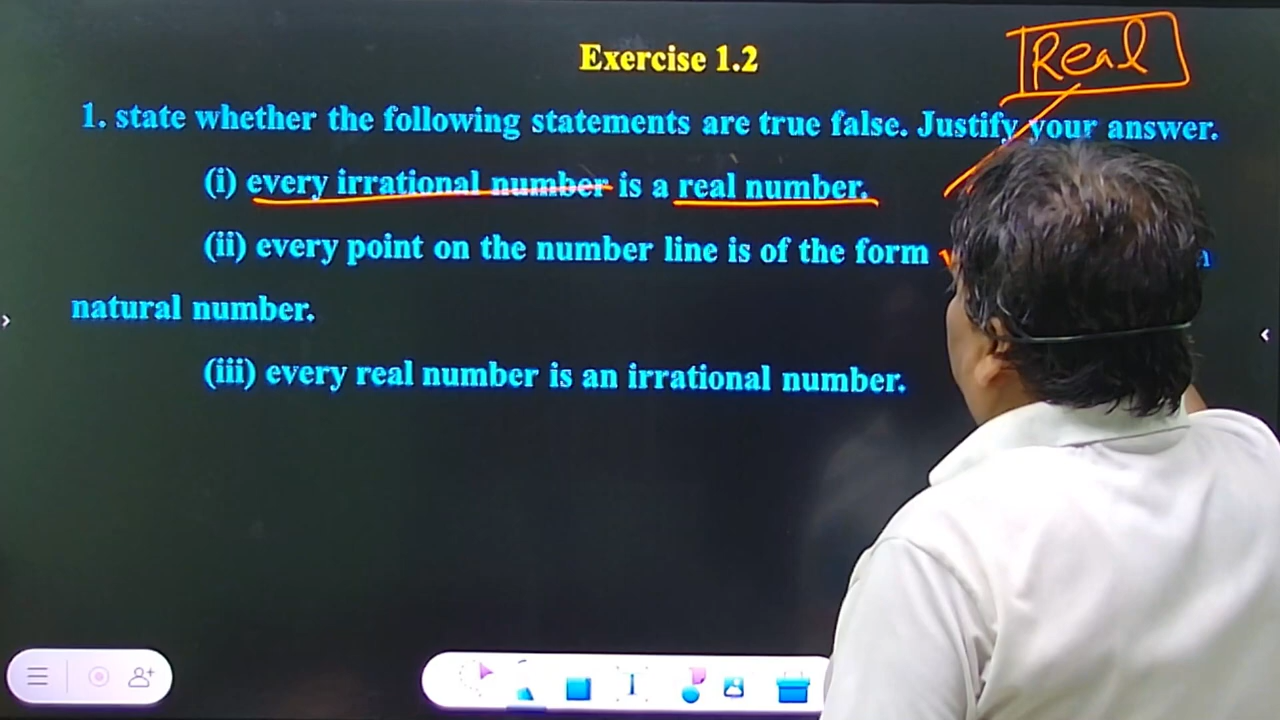 Exercise 1.2
Real
1. state whether the following statements are true false. Justify your answer.
(i) every irrational number is a real number.
(ii) every point on the number line is of the form
natural number.
(iii) every real number is an irrational number.